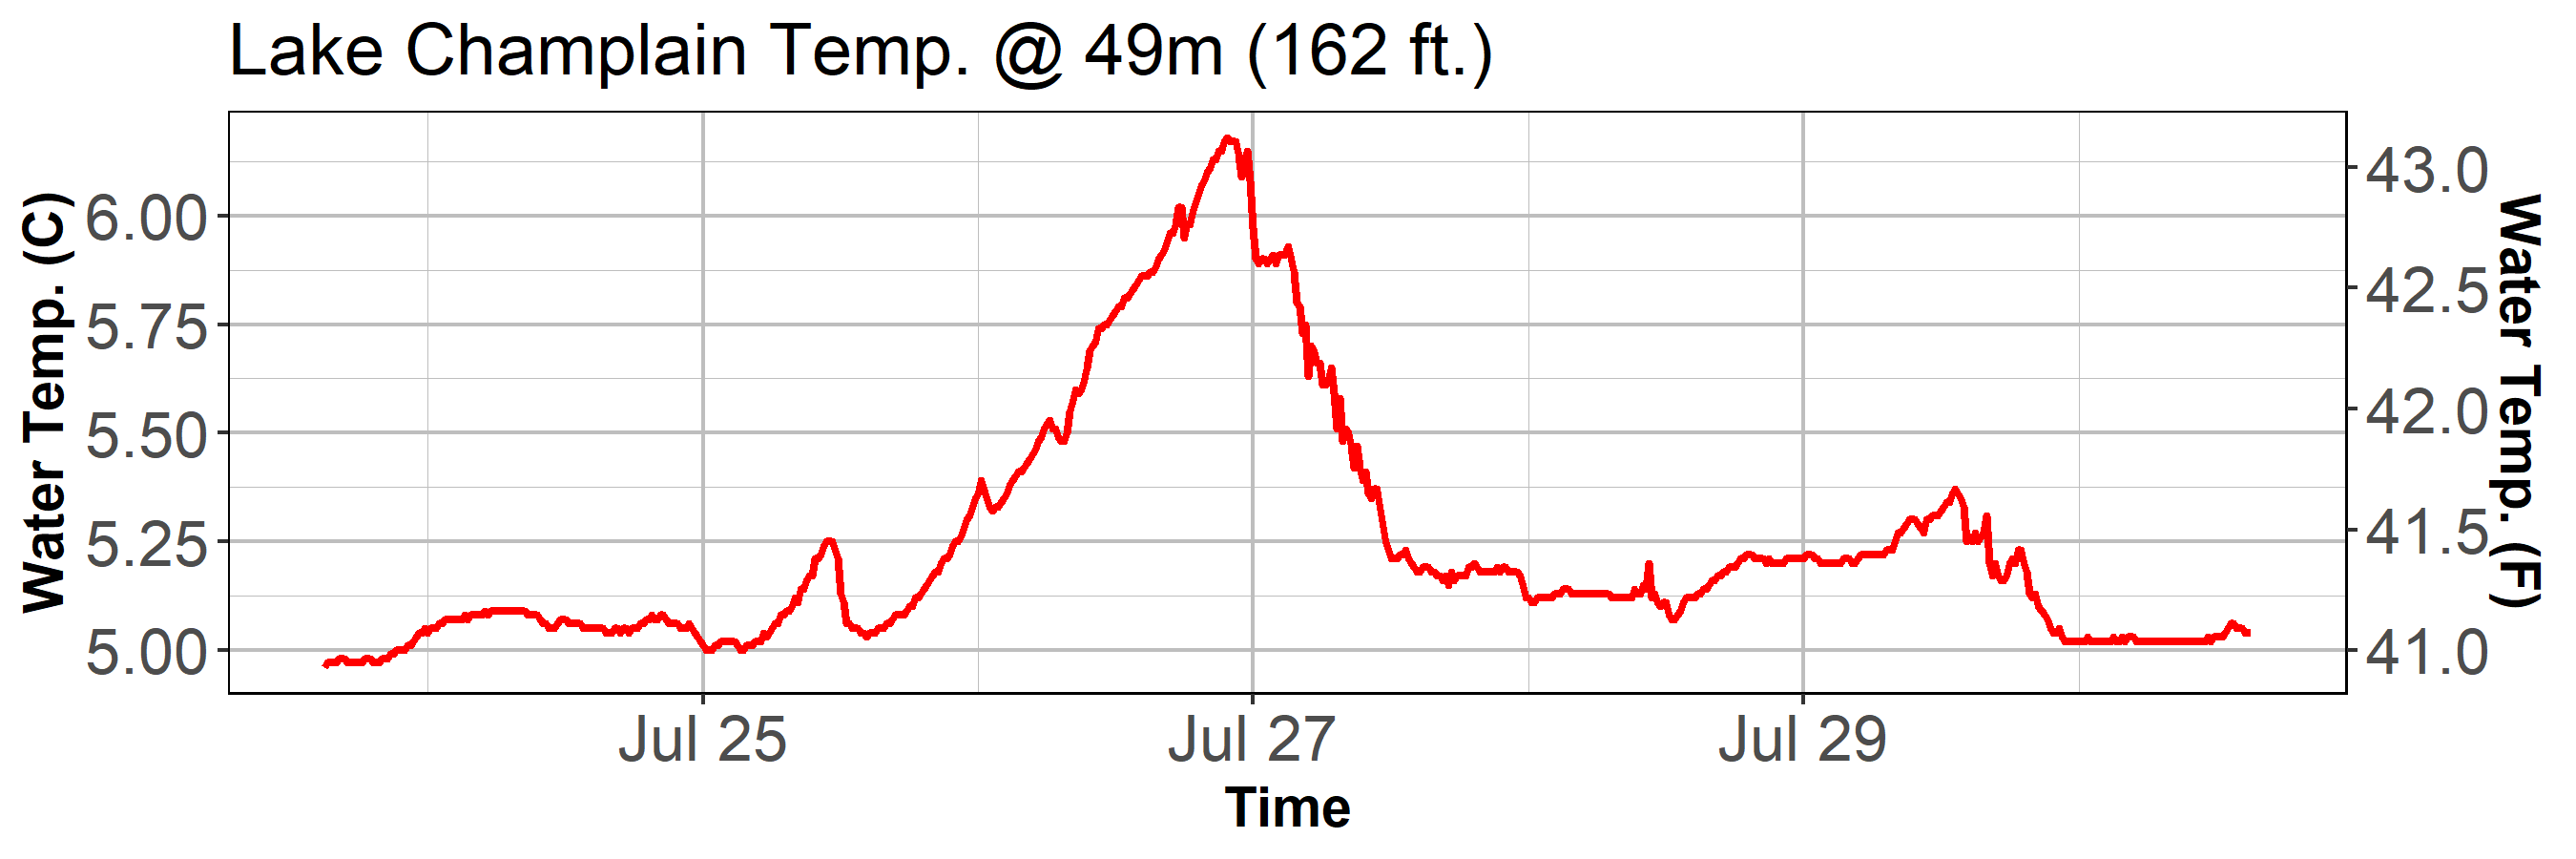 Lake Champlain Temp. @ 49m (162 ft.)
Water Temp. (C)
6.00
5.75
5.50
5.25
5.00
43.0
42.5
42.0
41.5
41.0
Water Temp. (F)
Jul 25 Jul 27 Jul 29
Time